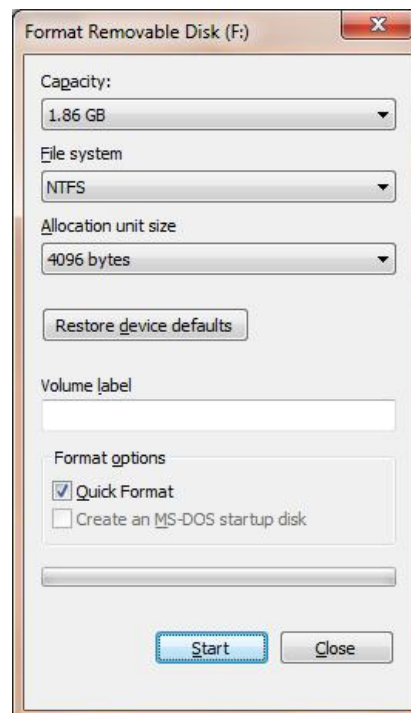 Format Removable Disk (F:)
Capacity:
1.86 GB
File system
NTFS
Allocation unit size
4096 bytes
Restore device defaults
Volume label
Format options
Quick Format
Create an MS-DOS startup disk
Start
Close